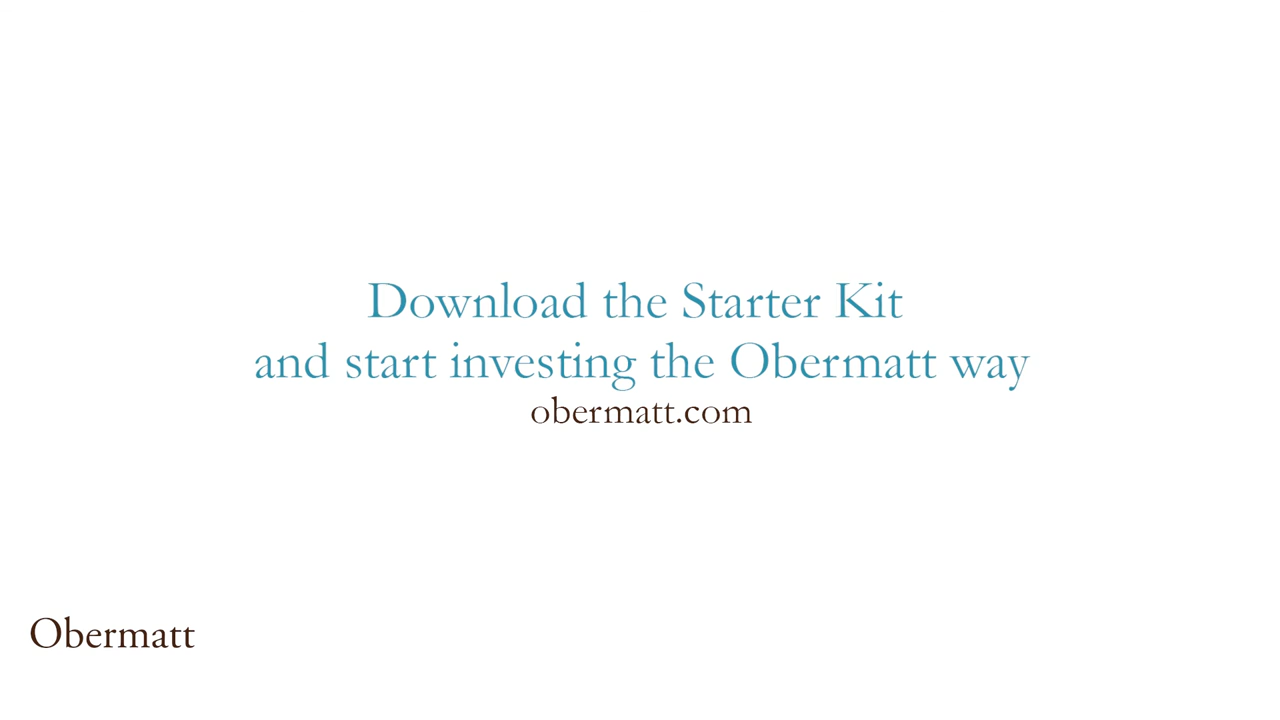 Download the Starter Kit
and start investing the Obermatt way
obermatt.com
Obermatt